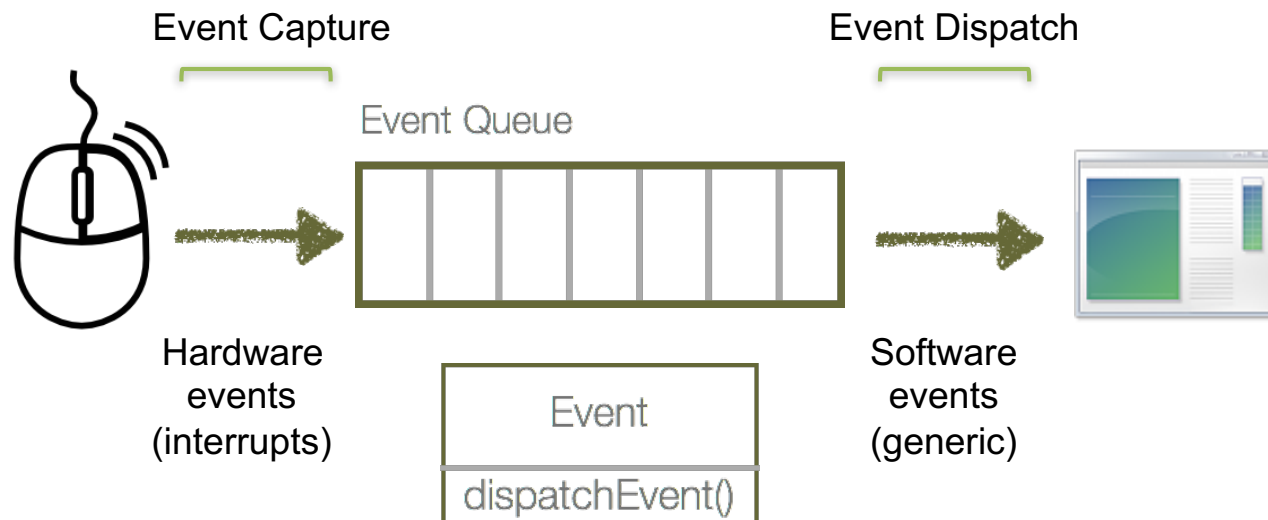 Event Capture
Event Dispatch
Event Queue
Hardware
events
(interrupts)
Software
events
(generic)
Event
dispatchEvent()